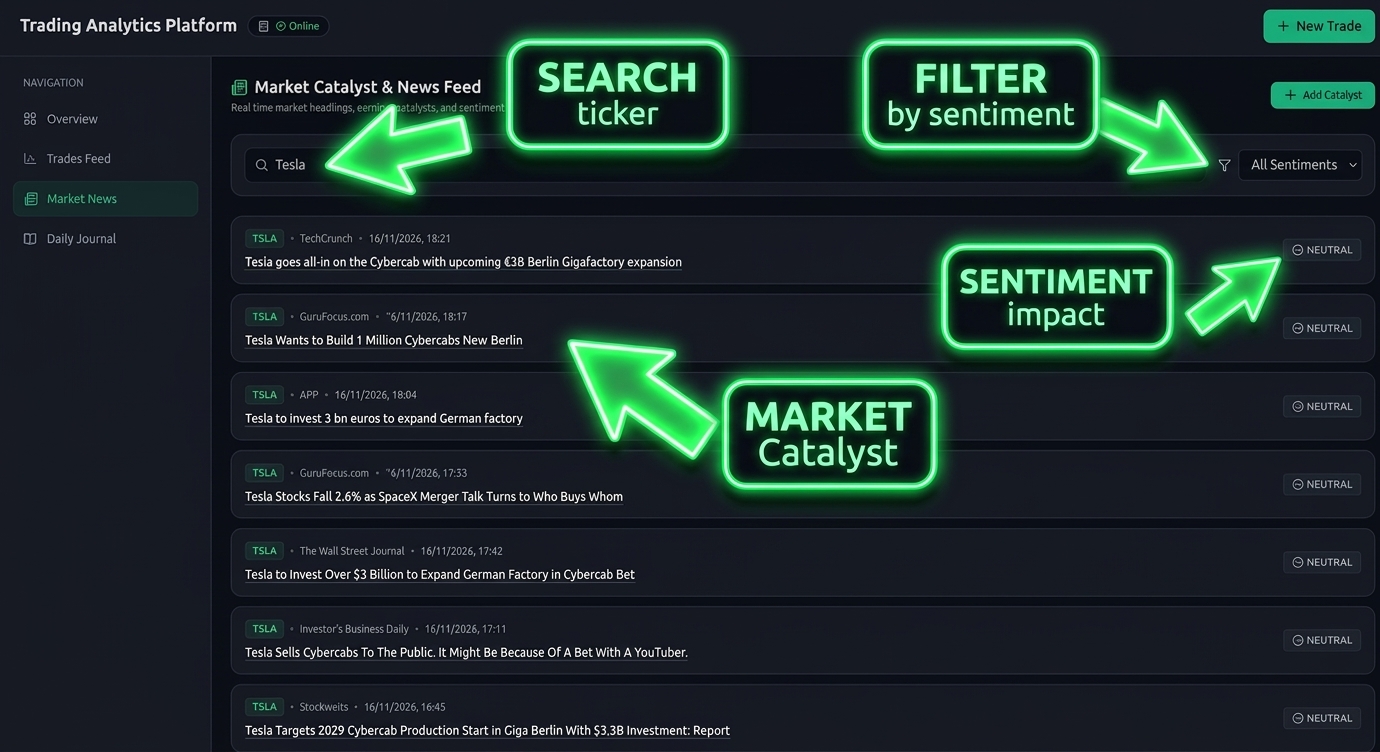 Trading Analytics Platform
Online
+ New Trade
NAVIGATION
Overview
Trades Feed
Market News
Daily Journal
Market Catalyst & News Feed
Real time market headlings, earning catalysts, and sentiment
+ Add Catalyst
SEARCH
ticker
FILTER
by sentiment
Tesla
All Sentiments
TSLA • TechCrunch • 16/11/2026, 18:21
Tesla goes all-in on the Cybercab with upcoming €3B Berlin Gigafactory expansion
NEUTRAL
SENTIMENT
impact
TSLA • GuruFocus.com • "6/11/2026, 18:17
Tesla Wants to Build 1 Million Cybercabs New Berlin
NEUTRAL
MARKET
Catalyst
TSLA • APP • 16/11/2026, 18:04
Tesla to invest 3 bn euros to expand German factory
NEUTRAL
TSLA • GuruFocus.com • "6/11/2026, 17:33
Tesla Stocks Fall 2.6% as SpaceX Merger Talk Turns to Who Buys Whom
NEUTRAL
TSLA • The Wall Street Journal • 16/11/2026, 17:42
Tesla to Invest Over $3 Billion to Expand German Factory in Cybercab Bet
NEUTRAL
TSLA • Investor's Business Daily • 16/11/2026, 17:11
Tesla Sells Cybercabs To The Public. It Might Be Because Of A Bet With A YouTuber.
NEUTRAL
TSLA • Stockweits • 16/11/2026, 16:45
Tesla Targets 2029 Cybercab Production Start in Giga Berlin With $3,3B Investment: Report
NEUTRAL